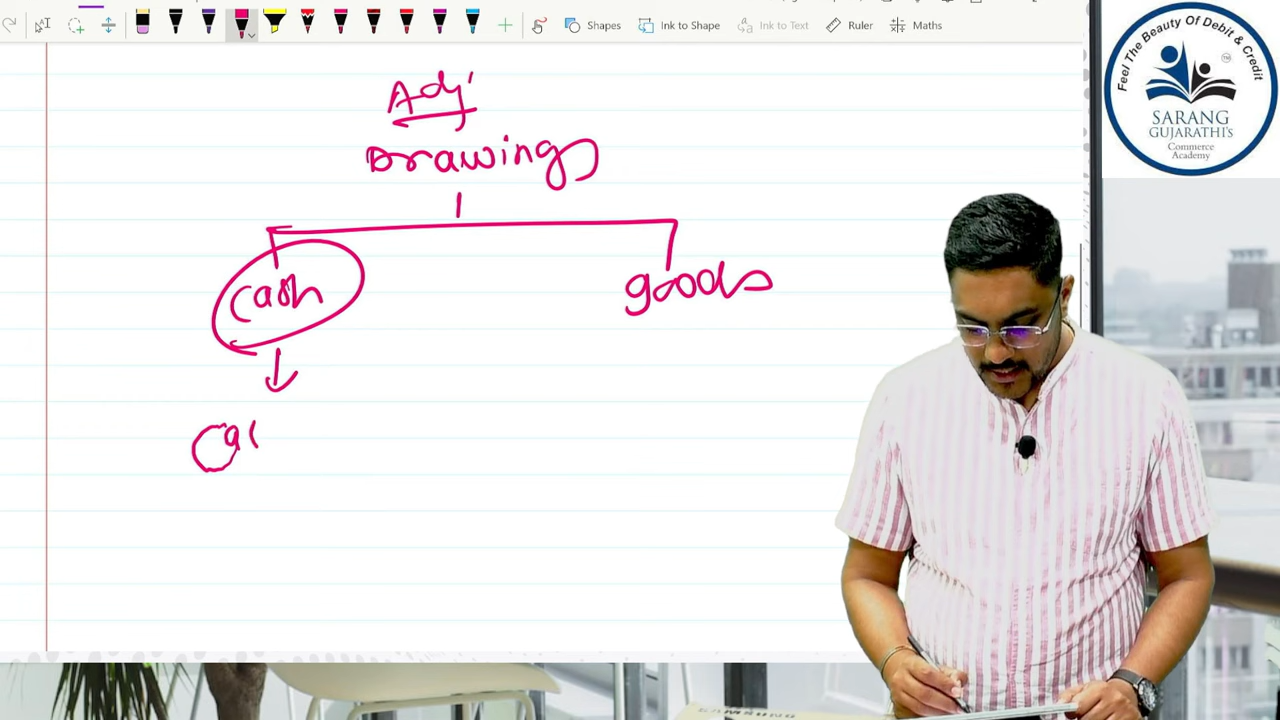 Shapes Ink to Shape Ink to Text Ruler Maths
Adj
Drawings
cash goods
Ca
Feel The Beauty Of Debit & Credit
TM
SARANG
GUJARATHI's
Commerce
Academy